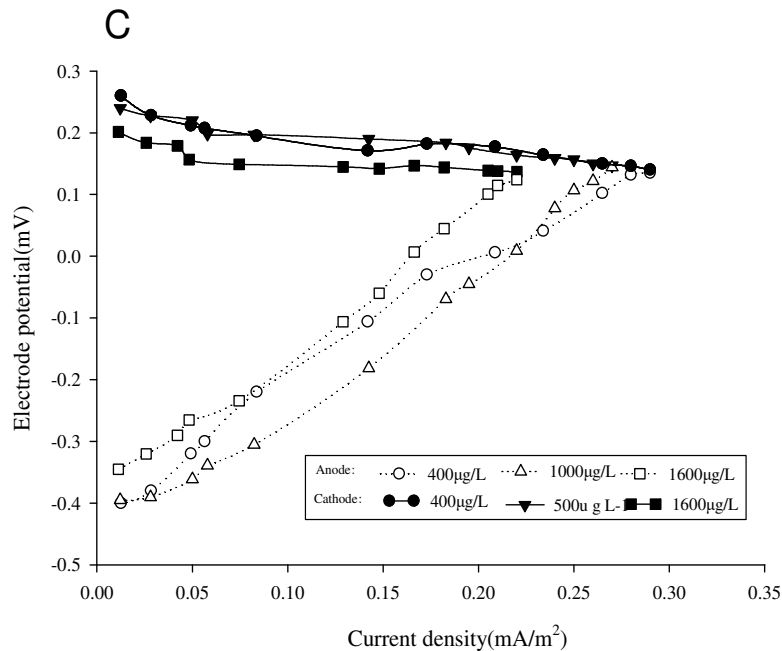 C
0.3
0.2
0.1
0.0
-0.1
-0.2
-0.3
-0.4
-0.5
Electrode potential(mV)
Anode: 400μg/L 1000μg/L 1600μg/L
Cathode: 400μg/L 500u g L- 1600μg/L
0.00 0.05 0.10 0.15 0.20 0.25 0.30 0.35
Current density(mA/m²)